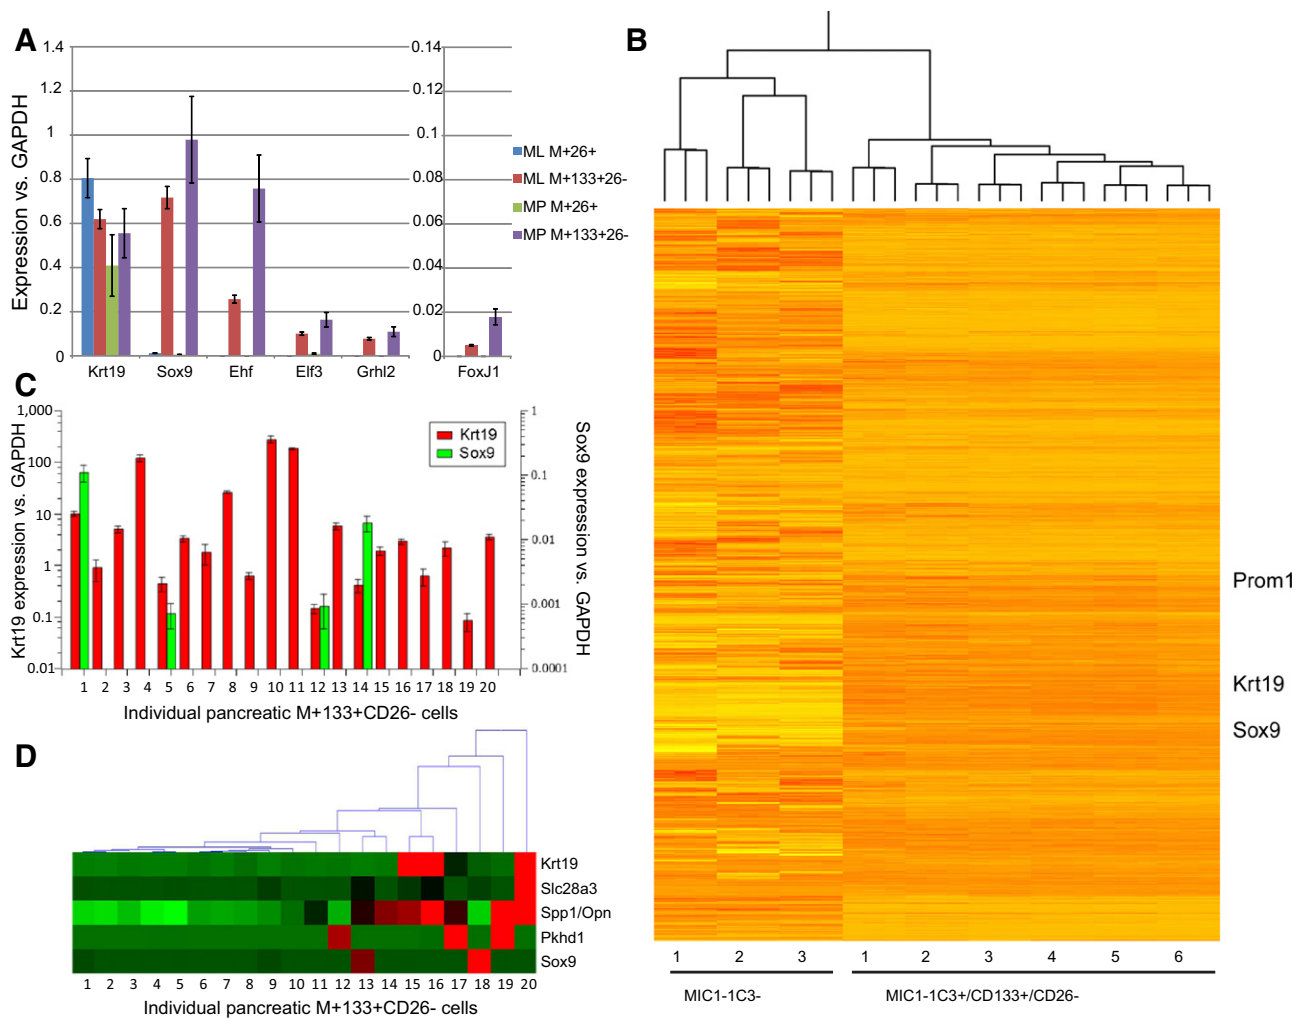 A
Expression vs. GAPDH
1.4
1.2
1
0.8
0.6
0.4
0.2
0
0.14
0.12
0.1
0.08
0.06
0.04
0.02
0
Krt19 Sox9 Ehf Elf3 Grhl2 FoxJ1
ML M+26+
ML M+133+26-
MP M+26+
MP M+133+26-
B
Prom1
Krt19
Sox9
1 2 3 1 2 3 4 5 6
MIC1-1C3- MIC1-1C3+/CD133+/CD26-
C
Krt19 expression vs. GAPDH
1,000
100
10
1
0.1
0.01
Krt19
Sox9
1
0.1
0.01
0.001
0.0001
Sox9 expression vs. GAPDH
1 2 3 4 5 6 7 8 9 10 11 12 13 14 15 16 17 18 19 20
Individual pancreatic M+133+CD26- cells
D
Krt19
Slc28a3
Spp1/Opn
Pkhd1
Sox9
1 2 3 4 5 6 7 8 9 10 11 12 13 14 15 16 17 18 19 20
Individual pancreatic M+133+CD26- cells